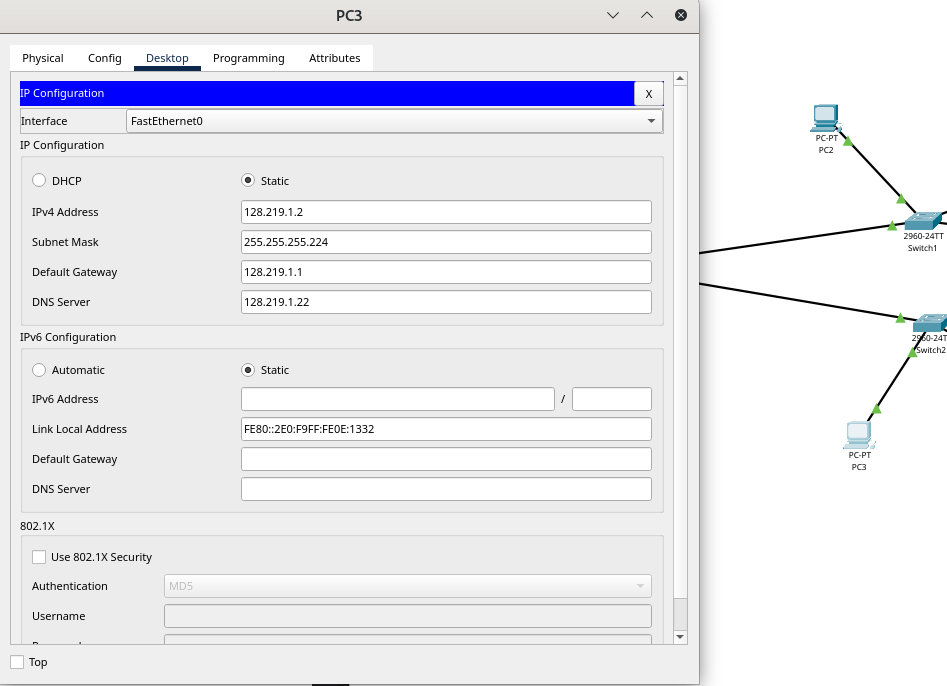 PC3
Physical Config Desktop Programming Attributes
IP Configuration X
Interface FastEthernet0
IP Configuration
DHCP Static
IPv4 Address 128.219.1.2
Subnet Mask 255.255.255.224
Default Gateway 128.219.1.1
DNS Server 128.219.1.22
IPv6 Configuration
Automatic Static
IPv6 Address /
Link Local Address FE80::2E0:F9FF:FE0E:1332
Default Gateway
DNS Server
802.1X
Use 802.1X Security
Authentication MD5
Username
Top
PC-PT
PC2
2960-24TT
Switch1
2960-24T
Switch2
PC-PT
PC3